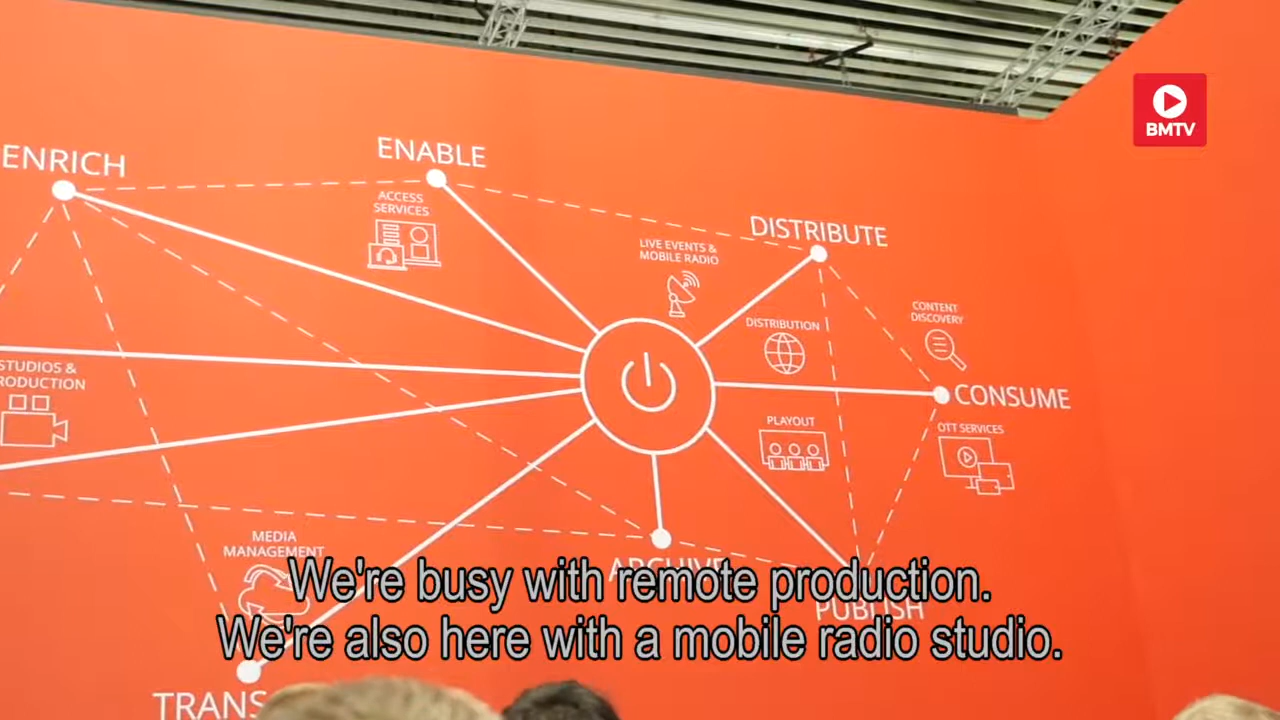 BMTV
ENRICH
ENABLE
ACCESS
SERVICES
DISTRIBUTE
LIVE EVENTS &
MOBILE RADIO
CONTENT
DISCOVERY
DISTRIBUTION
STUDIOS &
CONSUME
PLAYOUT
OTT SERVICES
MEDIA
MANAGEMENT
PUBLISH
We're busy with remote production.
We're also here with a mobile radio studio.